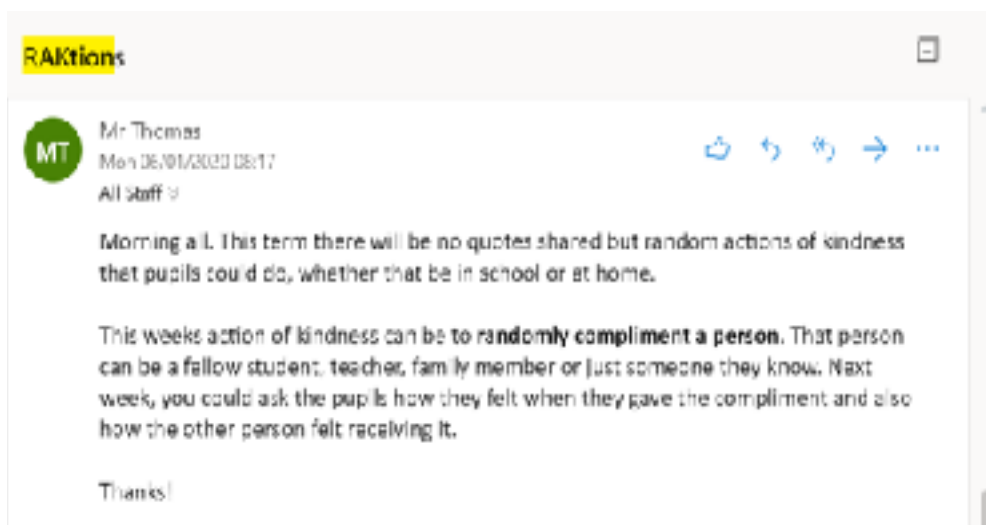 RAKtions
MT
Mr Thomas
Mon 06/01/2020 08:17
All Staff
Morning all. This term there will be no quotes shared but random actions of kindness
that pupils could do, whether that be in school or at home.
This weeks action of kindness can be to randomly compliment a person. That person
can be a fellow student, teacher, family member or just someone they know. Next
week, you could ask the pupils how they felt when they gave the compliment and also
how the other person felt receiving it.
Thanks!